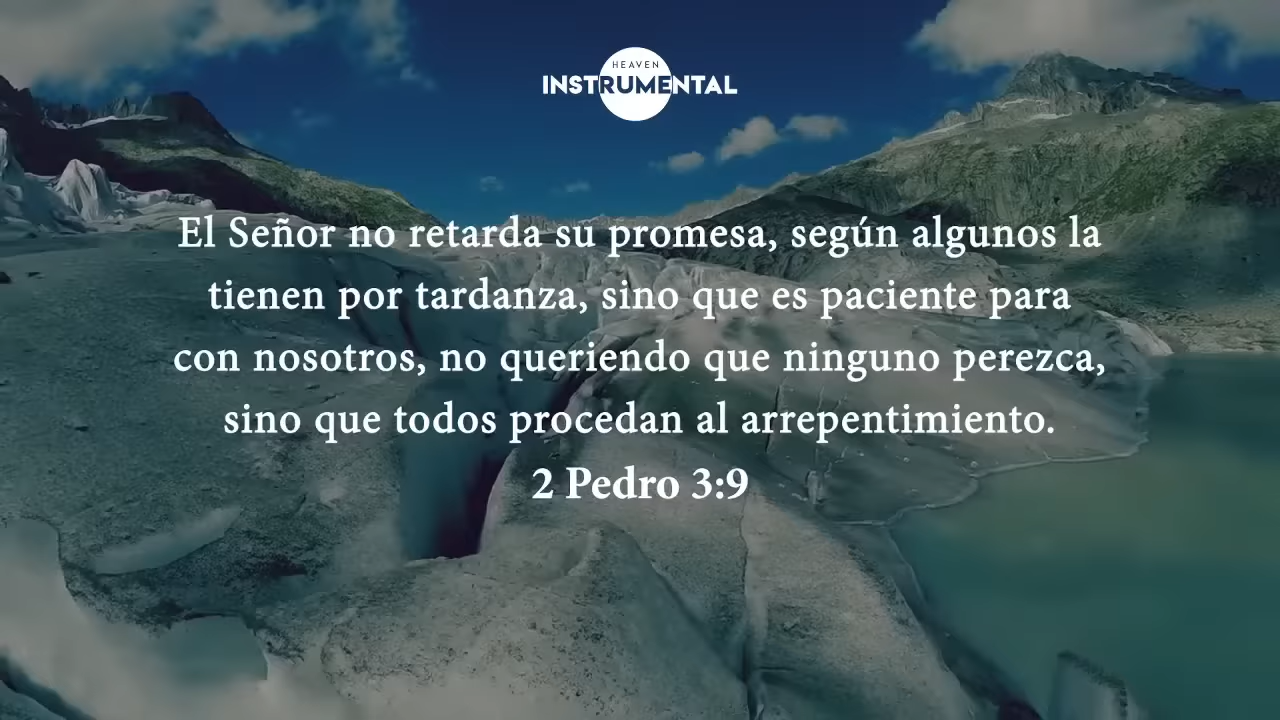 HEAVEN
INSTRUMENTAL
El Señor no retarda su promesa, según algunos la
tienen por tardanza, sino que es paciente para
con nosotros, no queriendo que ninguno perezca,
sino que todos procedan al arrepentimiento.
2 Pedro 3:9